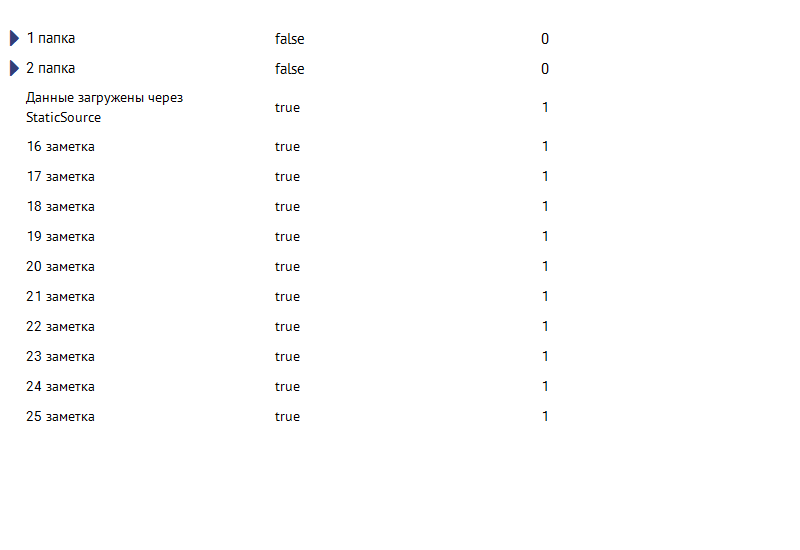 1 папка false 0
2 папка false 0
Данные загружены через
StaticSource true 1
16 заметка true 1
17 заметка true 1
18 заметка true 1
19 заметка true 1
20 заметка true 1
21 заметка true 1
22 заметка true 1
23 заметка true 1
24 заметка true 1
25 заметка true 1